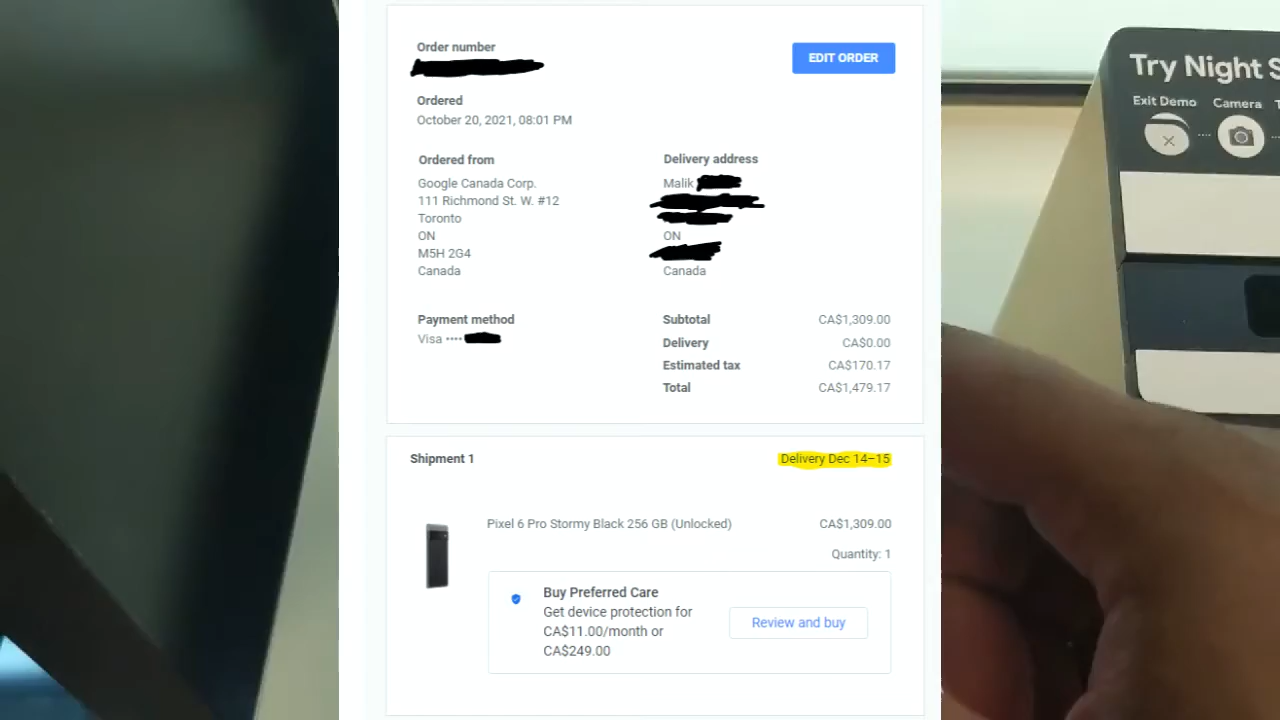 Order number
EDIT ORDER
Ordered
October 20, 2021, 08:01 PM
Ordered from
Google Canada Corp.
111 Richmond St. W. #12
Toronto
ON
M5H 2G4
Canada
Delivery address
Malik
ON
Canada
Payment method
Visa ••••
Subtotal CA$1,309.00
Delivery CA$0.00
Estimated tax CA$170.17
Total CA$1,479.17
Shipment 1
Delivery Dec 14–15
Pixel 6 Pro Stormy Black 256 GB (Unlocked) CA$1,309.00
Quantity: 1
Buy Preferred Care
Get device protection for
CA$11.00/month or
CA$249.00
Review and buy
Try Night
Exit Demo Camera